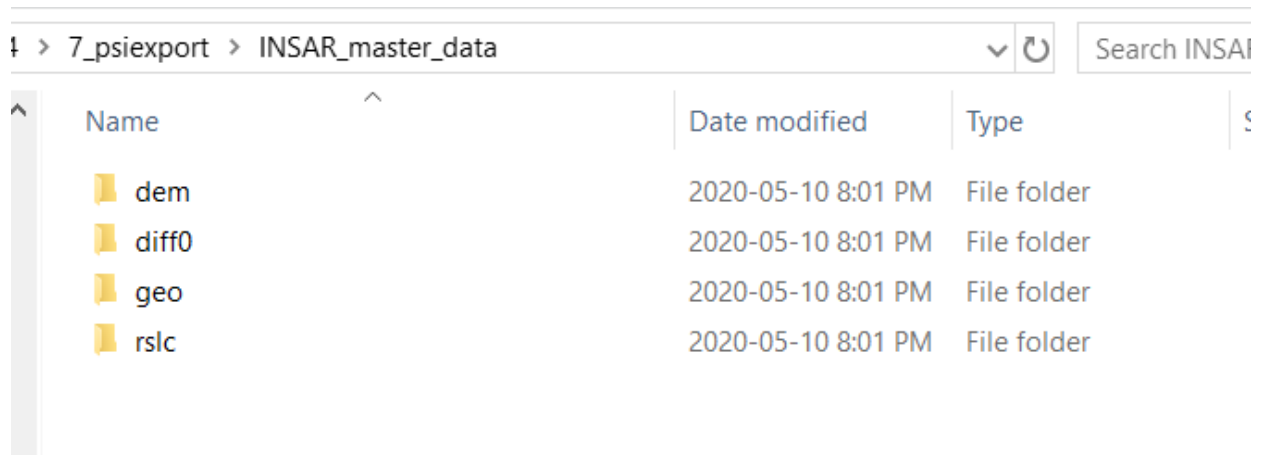 4 > 7_psiexport > INSAR_master_data Search INSAR
Name Date modified Type S
dem 2020-05-10 8:01 PM File folder
diff0 2020-05-10 8:01 PM File folder
geo 2020-05-10 8:01 PM File folder
rslc 2020-05-10 8:01 PM File folder